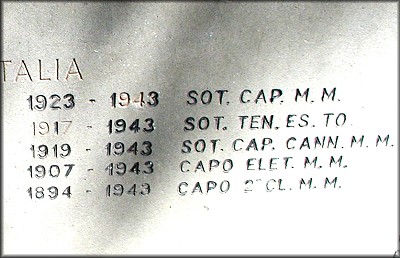 TALIA
1923 - 1943 SOT. CAP. M. M.
1917 - 1943 SOT. TEN. ES. TO
1919 - 1943 SOT. CAP. CANN. M. M.
1907 - 1943 CAPO ELET. M. M.
1894 - 1943 CAPO CL. M. M.